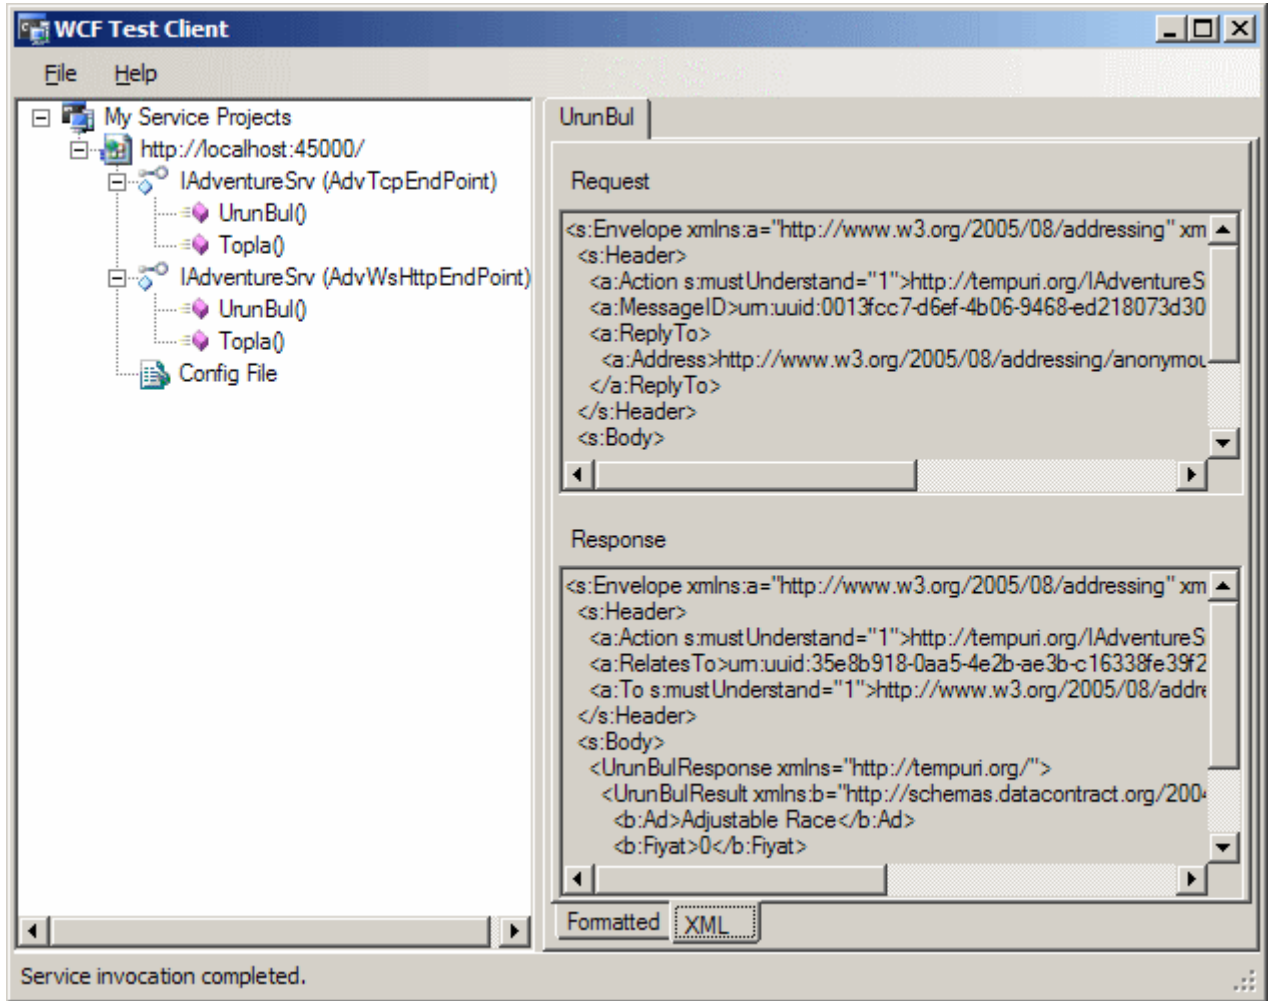 WCF Test Client
File Help
My Service Projects
http://localhost:45000/
IAdventureSrv (AdvTcpEndPoint)
UrunBul()
Topla()
IAdventureSrv (AdvWsHttpEndPoint)
UrunBul()
Topla()
Config File
UrunBul
Request
<s:Envelope xmlns:a="http://www.w3.org/2005/08/addressing" xm
<s:Header>
<a:Action s:mustUnderstand="1">http://tempuri.org/IAdventureS
<a:MessageID>urn:uuid:0013fcc7-d6ef-4b06-9468-ed218073d30
<a:ReplyTo>
<a:Address>http://www.w3.org/2005/08/addressing/anonymou
</a:ReplyTo>
</s:Header>
<s:Body>
Response
<s:Envelope xmlns:a="http://www.w3.org/2005/08/addressing" xm
<s:Header>
<a:Action s:mustUnderstand="1">http://tempuri.org/IAdventureS
<a:RelatesTo>urn:uuid:35e8b918-0aa5-4e2b-ae3b-c16338fe39f2
<a:To s:mustUnderstand="1">http://www.w3.org/2005/08/addre
</s:Header>
<s:Body>
<UrunBulResponse xmlns="http://tempuri.org/">
<UrunBulResult xmlns:b="http://schemas.datacontract.org/2004
<b:Ad>Adjustable Race</b:Ad>
<b:Fiyat>0</b:Fiyat>
Formatted XML
Service invocation completed.